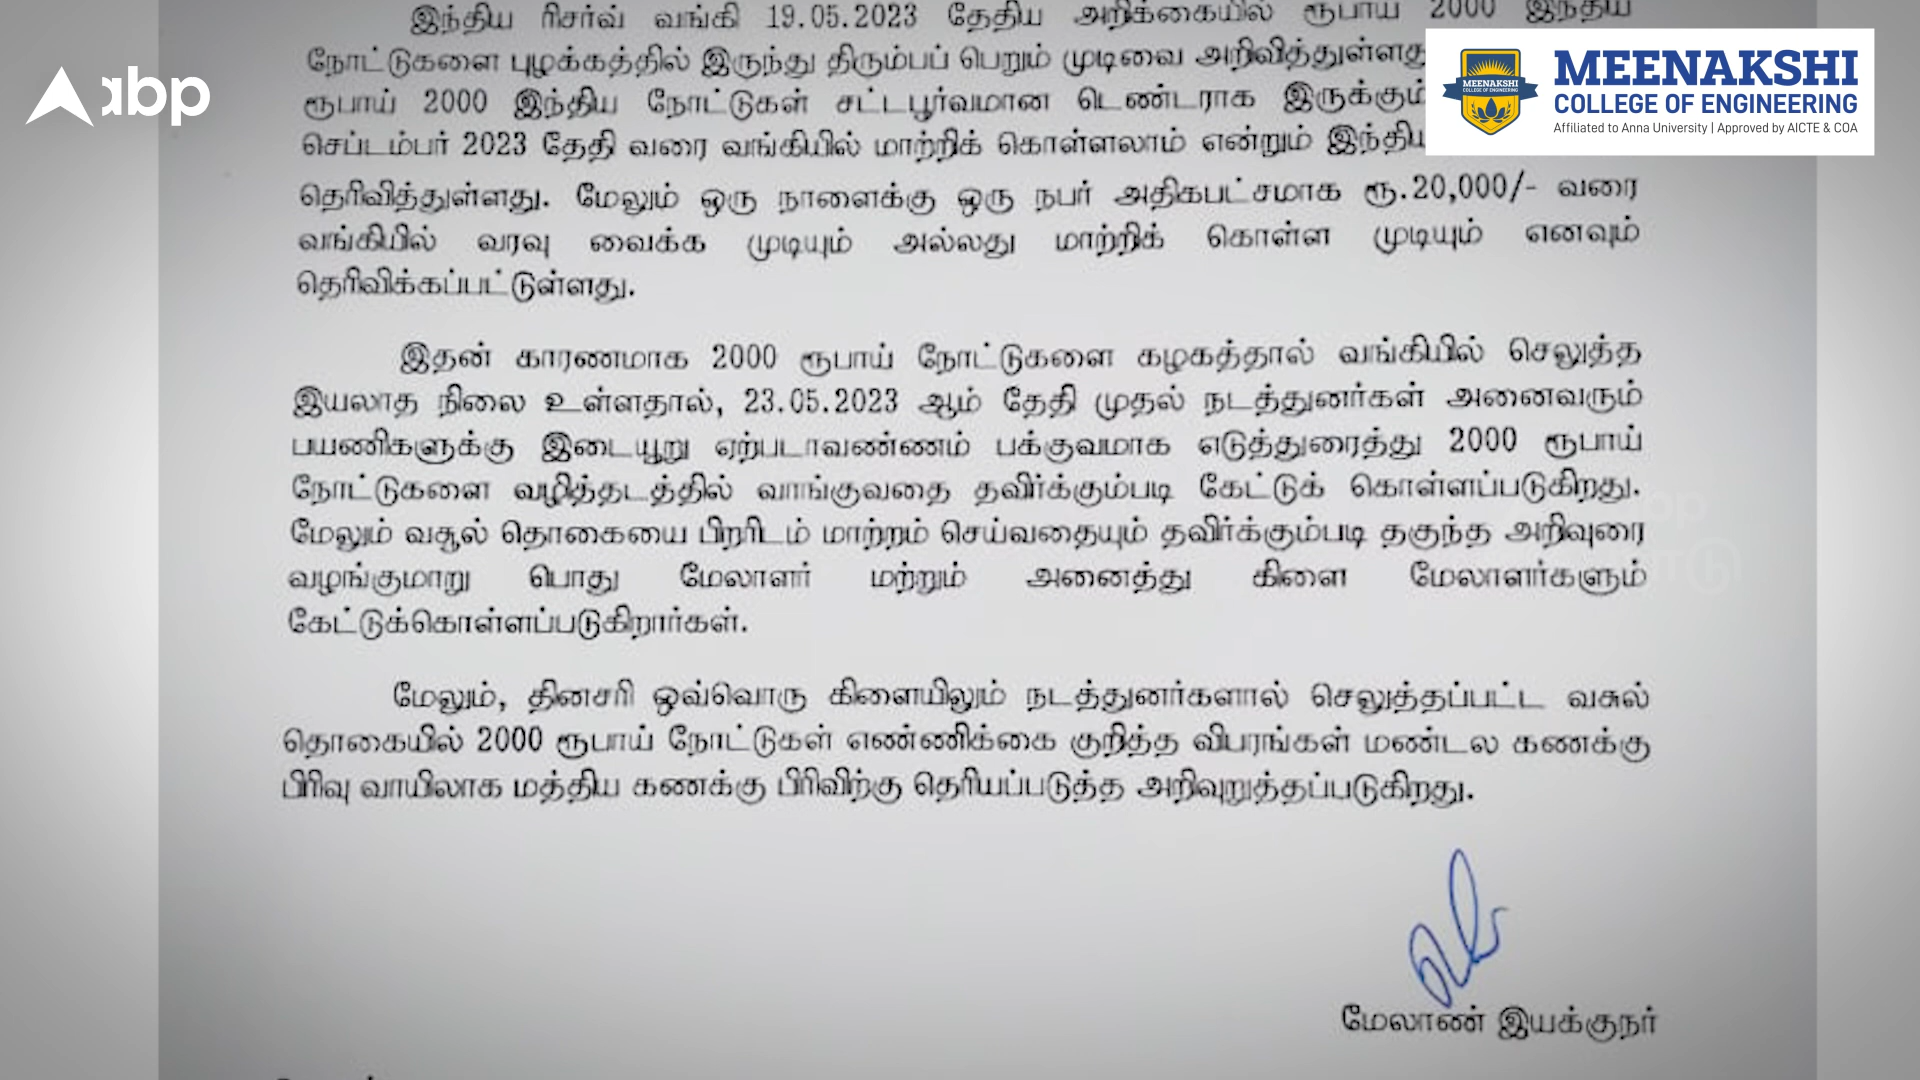 இந்திய ரிசர்வ் வங்கி 19.05.2023 தேதிய அறிக்கையில் ரூபாய் 2000 இந்திய
நோட்டுகளை புழக்கத்தில் இருந்து திரும்பப் பெறும் முடிவை அறிவித்துள்ளது
ரூபாய் 2000 இந்திய நோட்டுகள் சட்டபூர்வமான டெண்டராக இருக்கும்
செப்டம்பர் 2023 தேதி வரை வங்கியில் மாற்றிக் கொள்ளலாம் என்றும்
தெரிவித்துள்ளது. மேலும் ஒரு நாளைக்கு ஒரு நபர் அதிகபட்சமாக ரூ.20,000/- வரை
வங்கியில் வரவு வைக்க முடியும் அல்லது மாற்றிக் கொள்ள முடியும் எனவும்
தெரிவிக்கப்பட்டுள்ளது.
இதன் காரணமாக 2000 ரூபாய் நோட்டுகளை கழகத்தால் வங்கியில் செலுத்த
இயலாத நிலை உள்ளதால், 23.05.2023 ஆம் தேதி முதல் நடத்துனர்கள் அனைவரும்
பயணிகளுக்கு இடையூறு ஏற்படாவண்ணம் பக்குவமாக எடுத்துரைத்து 2000 ரூபாய்
நோட்டுகளை வழித்தடத்தில் வாங்குவதை தவிர்க்கும்படி கேட்டுக் கொள்ளப்படுகிறது.
மேலும் வசூல் தொகையை பிறரிடம் மாற்றம் செய்வதையும் தவிர்க்கும்படி தகுந்த அறிவுரை
வழங்குமாறு பொது மேலாளர் மற்றும் அனைத்து கிளை மேலாளர்களும்
கேட்டுக்கொள்ளப்படுகிறார்கள்.
மேலும், தினசரி ஒவ்வொரு கிளையிலும் நடத்துனர்களால் செலுத்தப்பட்ட வசுல்
தொகையில் 2000 ரூபாய் நோட்டுகள் எண்ணிக்கை குறித்த விபரங்கள் மண்டல கணக்கு
பிரிவு வாயிலாக மத்திய கணக்கு பிரிவிற்கு தெரியப்படுத்த அறிவுறுத்தப்படுகிறது.
மேலாண் இயக்குநர்
abp
MEENAKSHI
COLLEGE OF ENGINEERING
Affiliated to Anna University | Approved by AICTE & COA